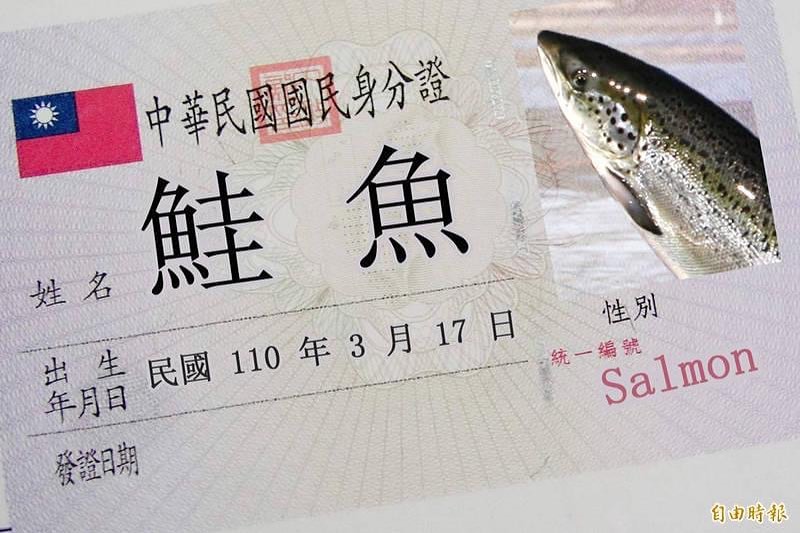 中華民國國民身分證
姓名 鮭魚
出生年月日 民國 110 年 3 月 17 日
發證日期
性別
統一編號
Salmon
自由時報